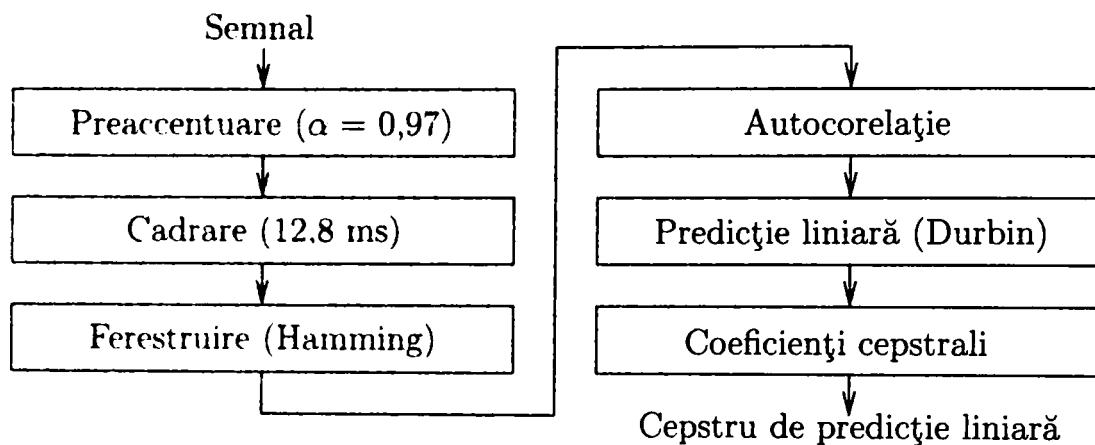 Semnal
Preaccentuare (α = 0,97)
Cadrare (12,8 ms)
Ferestruire (Hamming)
Autocorelaţie
Predicţie liniară (Durbin)
Coeficienţi cepstrali
Cepstru de predicţie liniară